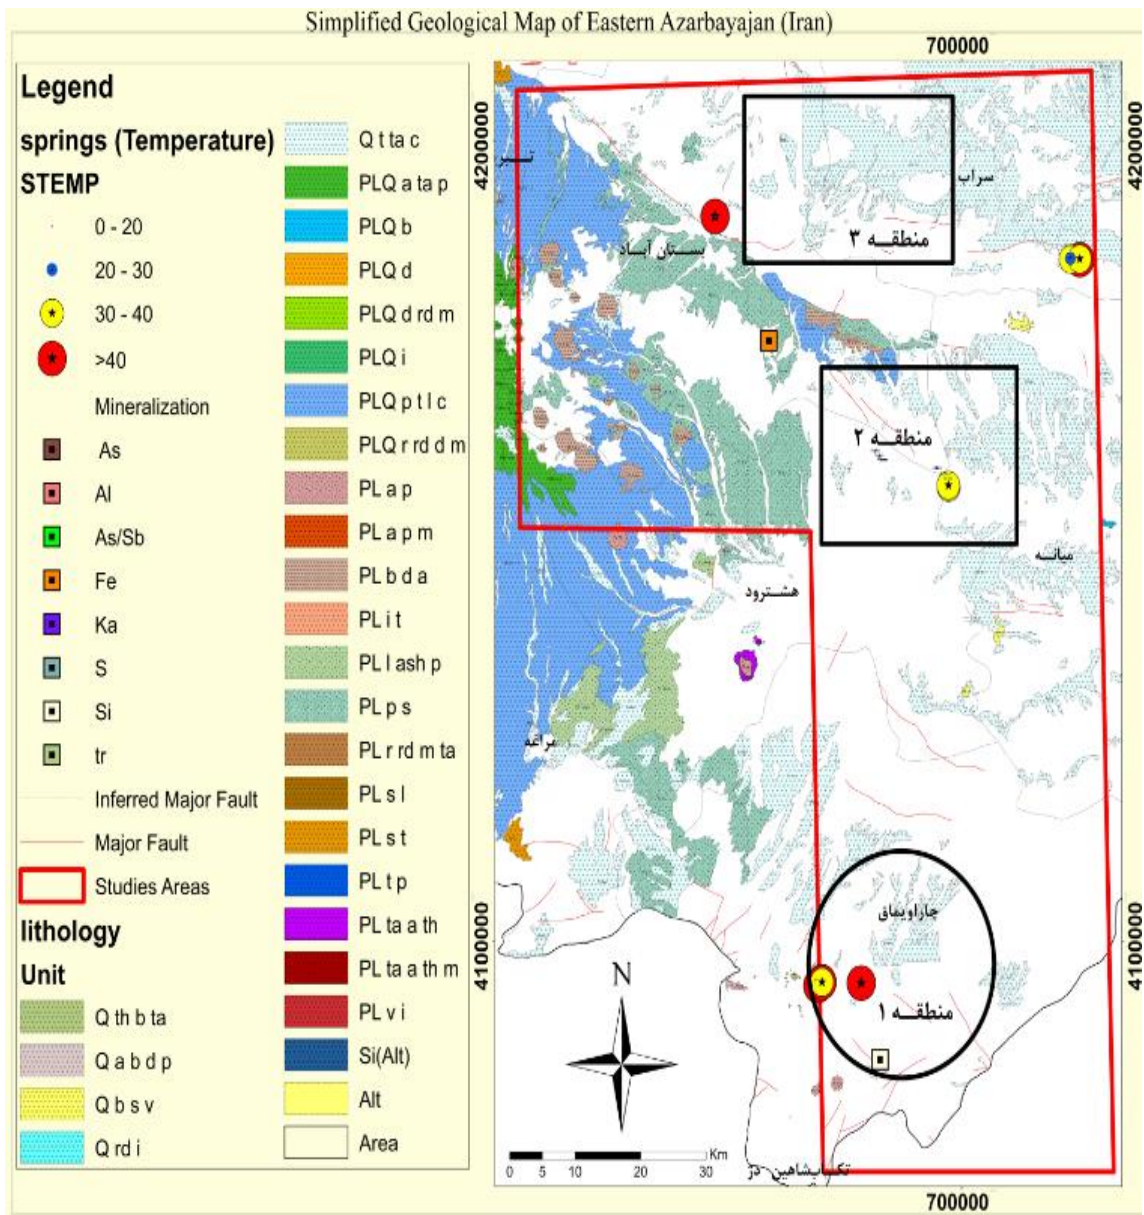 Simplified Geological Map of Eastern Azarbayajan (Iran)
700000
Legend
springs (Temperature)
STEMP
0 - 20
20 - 30
30 - 40
>40
Mineralization
As
Al
As/Sb
Fe
Ka
S
Si
tr
Inferred Major Fault
Major Fault
Studies Areas
lithology
Unit
Q th b ta
Q a b d p
Q b s v
Q rd i
Q t ta c
PLQ a ta p
PLQ b
PLQ d
PLQ d rd m
PLQ i
PLQ p t l c
PLQ r rd d m
PL a p
PL a p m
PL b d a
PL i t
PL l ash p
PL p s
PL r rd m ta
PL s l
PL s t
PL t p
PL ta a th
PL ta a th m
PL v i
Si(Alt)
Alt
Area
4200000
4200000
سراب
منطقه ۳
بستان آباد
منطقه ۲
میانه
هشترود
مراغه
چاراویماق
4100000
4100000
منطقه ۱
N
0 5 10 20 30 Km
700000